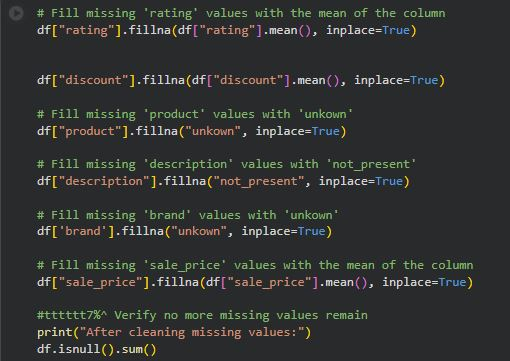 # Fill missing 'rating' values with the mean of the column
df["rating"].fillna(df["rating"].mean(), inplace=True)
df["discount"].fillna(df["discount"].mean(), inplace=True)
# Fill missing 'product' values with 'unkown'
df["product"].fillna("unkown", inplace=True)
# Fill missing 'description' values with 'not_present'
df["description"].fillna("not_present", inplace=True)
# Fill missing 'brand' values with 'unkown'
df['brand'].fillna("unkown", inplace=True)
# Fill missing 'sale_price' values with the mean of the column
df["sale_price"].fillna(df["sale_price"].mean(), inplace=True)
#tttttt7%^ Verify no more missing values remain
print("After cleaning missing values:")
df.isnull().sum()